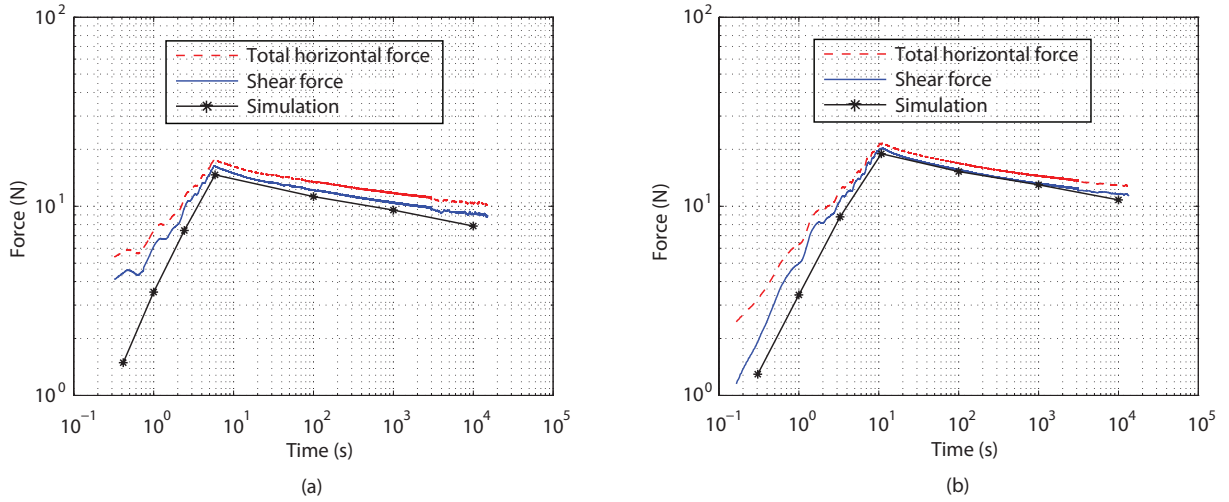 10²
Total horizontal force
Shear force
Simulation
Force (N)
10¹
10⁰
10⁻¹ 10⁰ 10¹ 10² 10³ 10⁴ 10⁵
Time (s)
(a)
10²
Total horizontal force
Shear force
Simulation
Force (N)
10¹
10⁰
10⁻¹ 10⁰ 10¹ 10² 10³ 10⁴ 10⁵
Time (s)
(b)